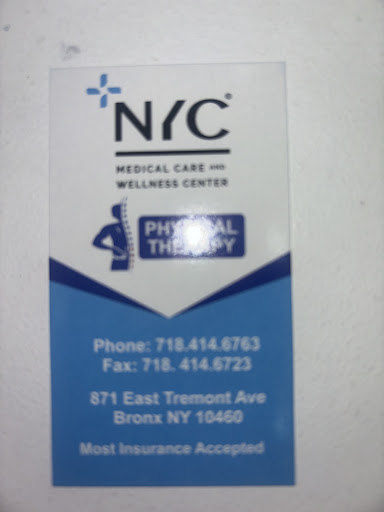 NYC®
MEDICAL CARE AND
WELLNESS CENTER
PHYSICAL
THERAPY
Phone: 718.414.6763
Fax: 718. 414.6723
871 East Tremont Ave
Bronx NY 10460
Most Insurance Accepted